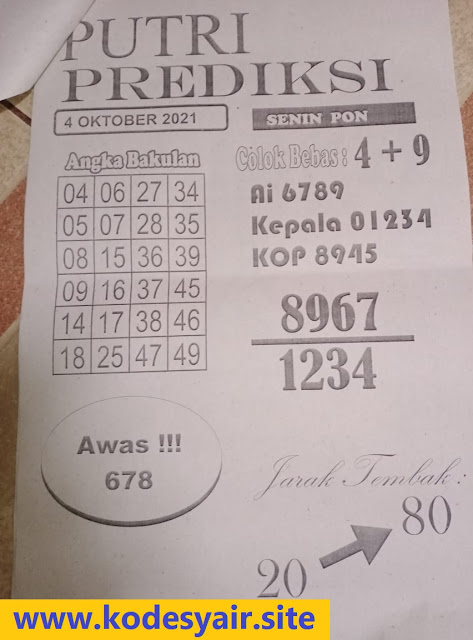 PUTRI
PREDIKSI
4 OKTOBER 2021
SENIN PON
Angka Bakulan
04 06 27 34
05 07 28 35
08 15 36 39
09 16 37 45
14 17 38 46
18 25 47 49
Colok Bebas : 4 + 9
Ai 6789
Kepala 01234
KOP 8945
8967
1234
Awas !!!
678
Jarak Tembak :
80
20
www.kodesyair.site